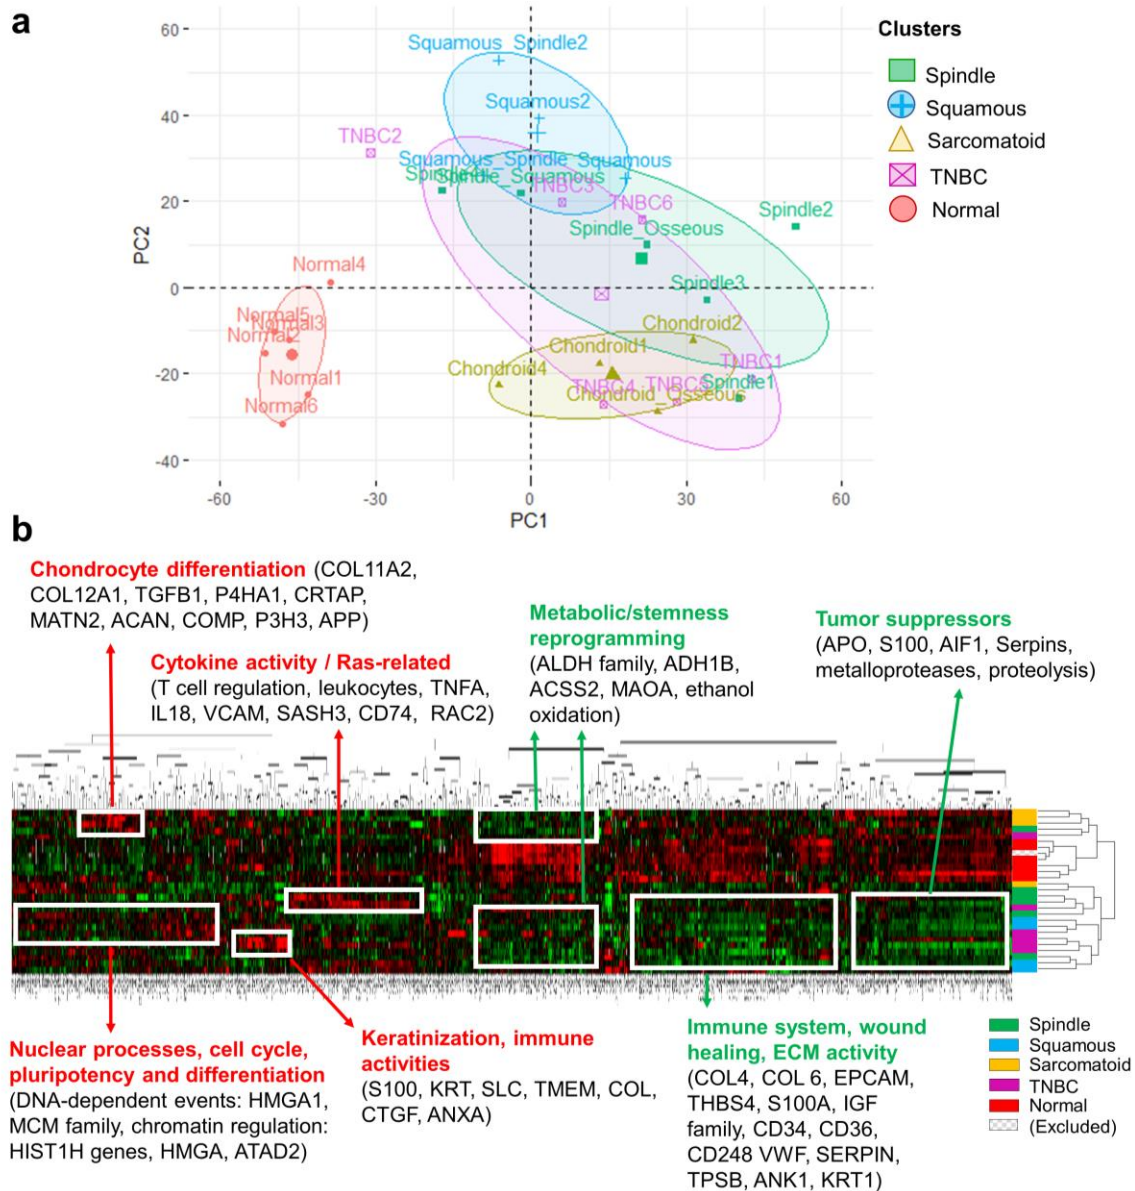 a
60
40
20
0
-20
-40
PC2
-60
-30
0
30
60
PC1
Squamous_Spindle2
Squamous2
TNBC2
Squamous_Spindle
Squamous
Spindle4
Spindle_Squamous
TNBC3
TNBC6
Spindle2
Spindle_Osseous
Normal4
Spindle3
Normal5
Normal3
Normal2
Chondroid2
Chondroid1
TNBC1
Chondroid4
Normal1
TNBC4
TNBC5
Spindle1
Chondroid_Osseous
Normal6
Clusters
Spindle
Squamous
Sarcomatoid
TNBC
Normal
b
Chondrocyte differentiation (COL11A2,
COL12A1, TGFB1, P4HA1, CRTAP,
MATN2, ACAN, COMP, P3H3, APP)
Cytokine activity / Ras-related
(T cell regulation, leukocytes, TNFA,
IL18, VCAM, SASH3, CD74, RAC2)
Metabolic/stemness
reprogramming
(ALDH family, ADH1B,
ACSS2, MAOA, ethanol
oxidation)
Tumor suppressors
(APO, S100, AIF1, Serpins,
metalloproteases, proteolysis)
Nuclear processes, cell cycle,
pluripotency and differentiation
(DNA-dependent events: HMGA1,
MCM family, chromatin regulation:
HIST1H genes, HMGA, ATAD2)
Keratinization, immune
activities
(S100, KRT, SLC, TMEM, COL,
CTGF, ANXA)
Immune system, wound
healing, ECM activity
(COL4, COL 6, EPCAM,
THBS4, S100A, IGF
family, CD34, CD36,
CD248 VWF, SERPIN,
TPSB, ANK1, KRT1)
Spindle
Squamous
Sarcomatoid
TNBC
Normal
(Excluded)